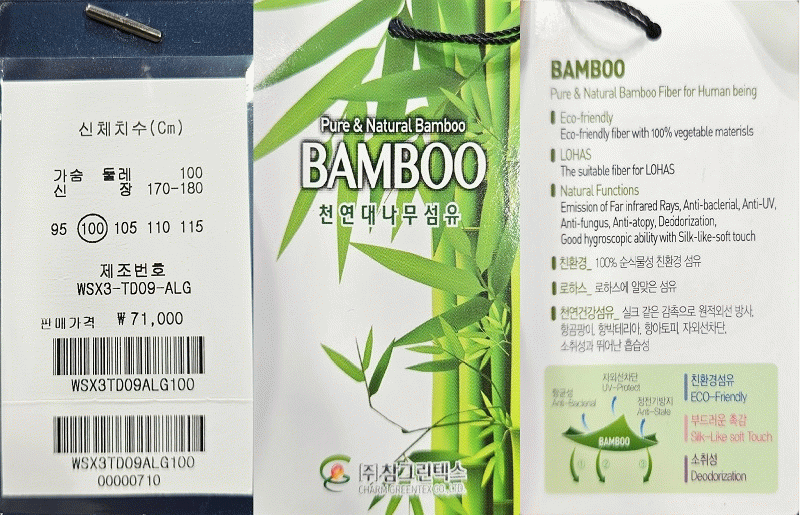 신체치수(Cm)
가슴 둘레 100
신 장 170-180
95 100 105 110 115
제조번호
WSX3-TD09-ALG
판매가격 ₩71,000
WSX3TD09ALG100
WSX3TD09ALG100
00000710
Pure & Natural Bamboo
BAMBOO
천연대나무섬유
(주)참그린텍스
CHARMGREENTEX CO., LTD.
BAMBOO
Pure & Natural Bamboo Fiber for Human being
Eco-friendly
Eco-friendly fiber with 100% vegetable materisls
LOHAS
The suitable fiber for LOHAS
Natural Functions
Emission of Far infrared Rays, Anti-baclerial, Anti-UV,
Anti-fungus, Anti-atopy, Deodorization,
Good hygroscopic ability with Silk-like-soft touch
친환경_ 100% 순식물성 친환경 섬유
로하스_ 로하스에 알맞은 섬유
천연건강섬유_ 실크 같은 감촉으로 원적외선 방사,
항곰팡이, 항박테리아, 항아토피, 자외선차단,
소취성과 뛰어난 흡습성
항균성
Anti-Bacterial
자외선차단
UV-Protect
정전기방지
Anti-State
BAMBOO
① ② ③
친환경섬유
ECO-Friendly
부드러운 촉감
Silk-Like soft Touch
소취성
Deodorization